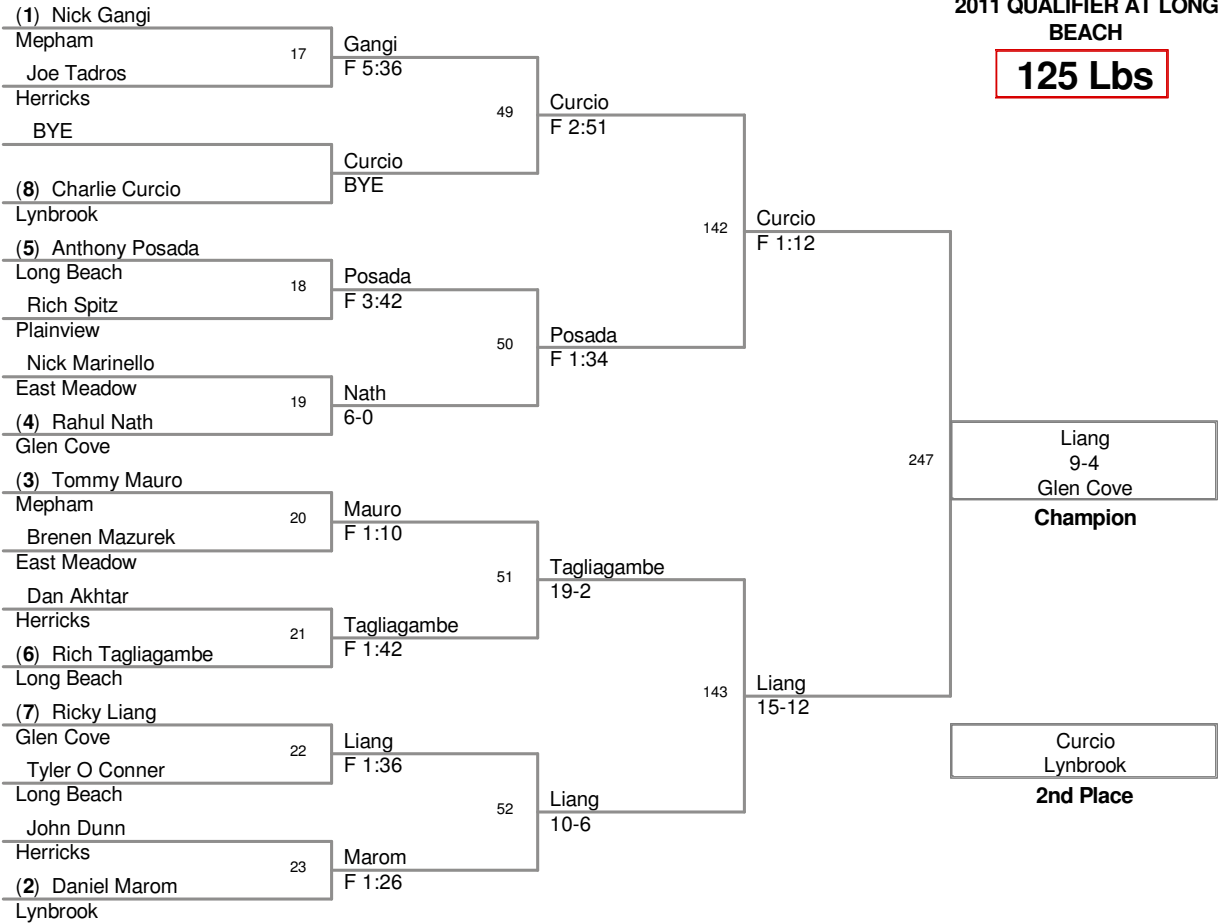 2011 QUALIFIER AT LONG
BEACH
125 Lbs
(1) Nick Gangi
Mepham
17
Joe Tadros
Herricks
BYE
(8) Charlie Curcio
Lynbrook
(5) Anthony Posada
Long Beach
18
Rich Spitz
Plainview
Nick Marinello
East Meadow
19
(4) Rahul Nath
Glen Cove
(3) Tommy Mauro
Mepham
20
Brenen Mazurek
East Meadow
Dan Akhtar
Herricks
21
(6) Rich Tagliagambe
Long Beach
(7) Ricky Liang
Glen Cove
22
Tyler O Conner
Long Beach
John Dunn
Herricks
23
(2) Daniel Marom
Lynbrook
Gangi
F 5:36
49
Curcio
BYE
Posada
F 3:42
50
Nath
6-0
Mauro
F 1:10
51
Tagliagambe
F 1:42
Liang
F 1:36
52
Marom
F 1:26
Curcio
F 2:51
142
Posada
F 1:34
Tagliagambe
19-2
143
Liang
10-6
Curcio
F 1:12
247
Liang
15-12
Liang
9-4
Glen Cove
Champion
Curcio
Lynbrook
2nd Place